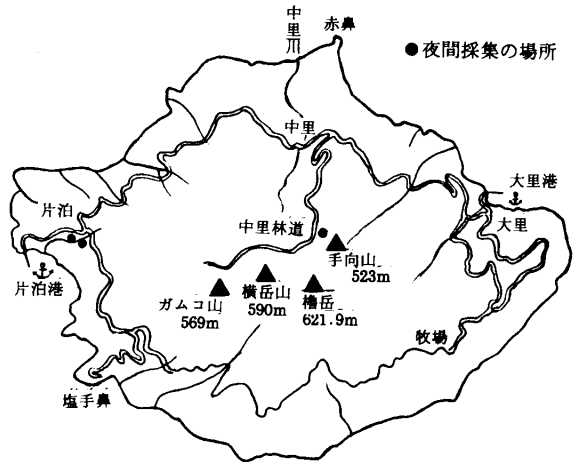 中里川
赤鼻
●夜間採集の場所
中里
大里港
大里
片泊
中里林道
手向山
523m
片泊港
ガムコ山
569m
横岳山
590m
櫓岳
621.9m
牧場
塩手鼻